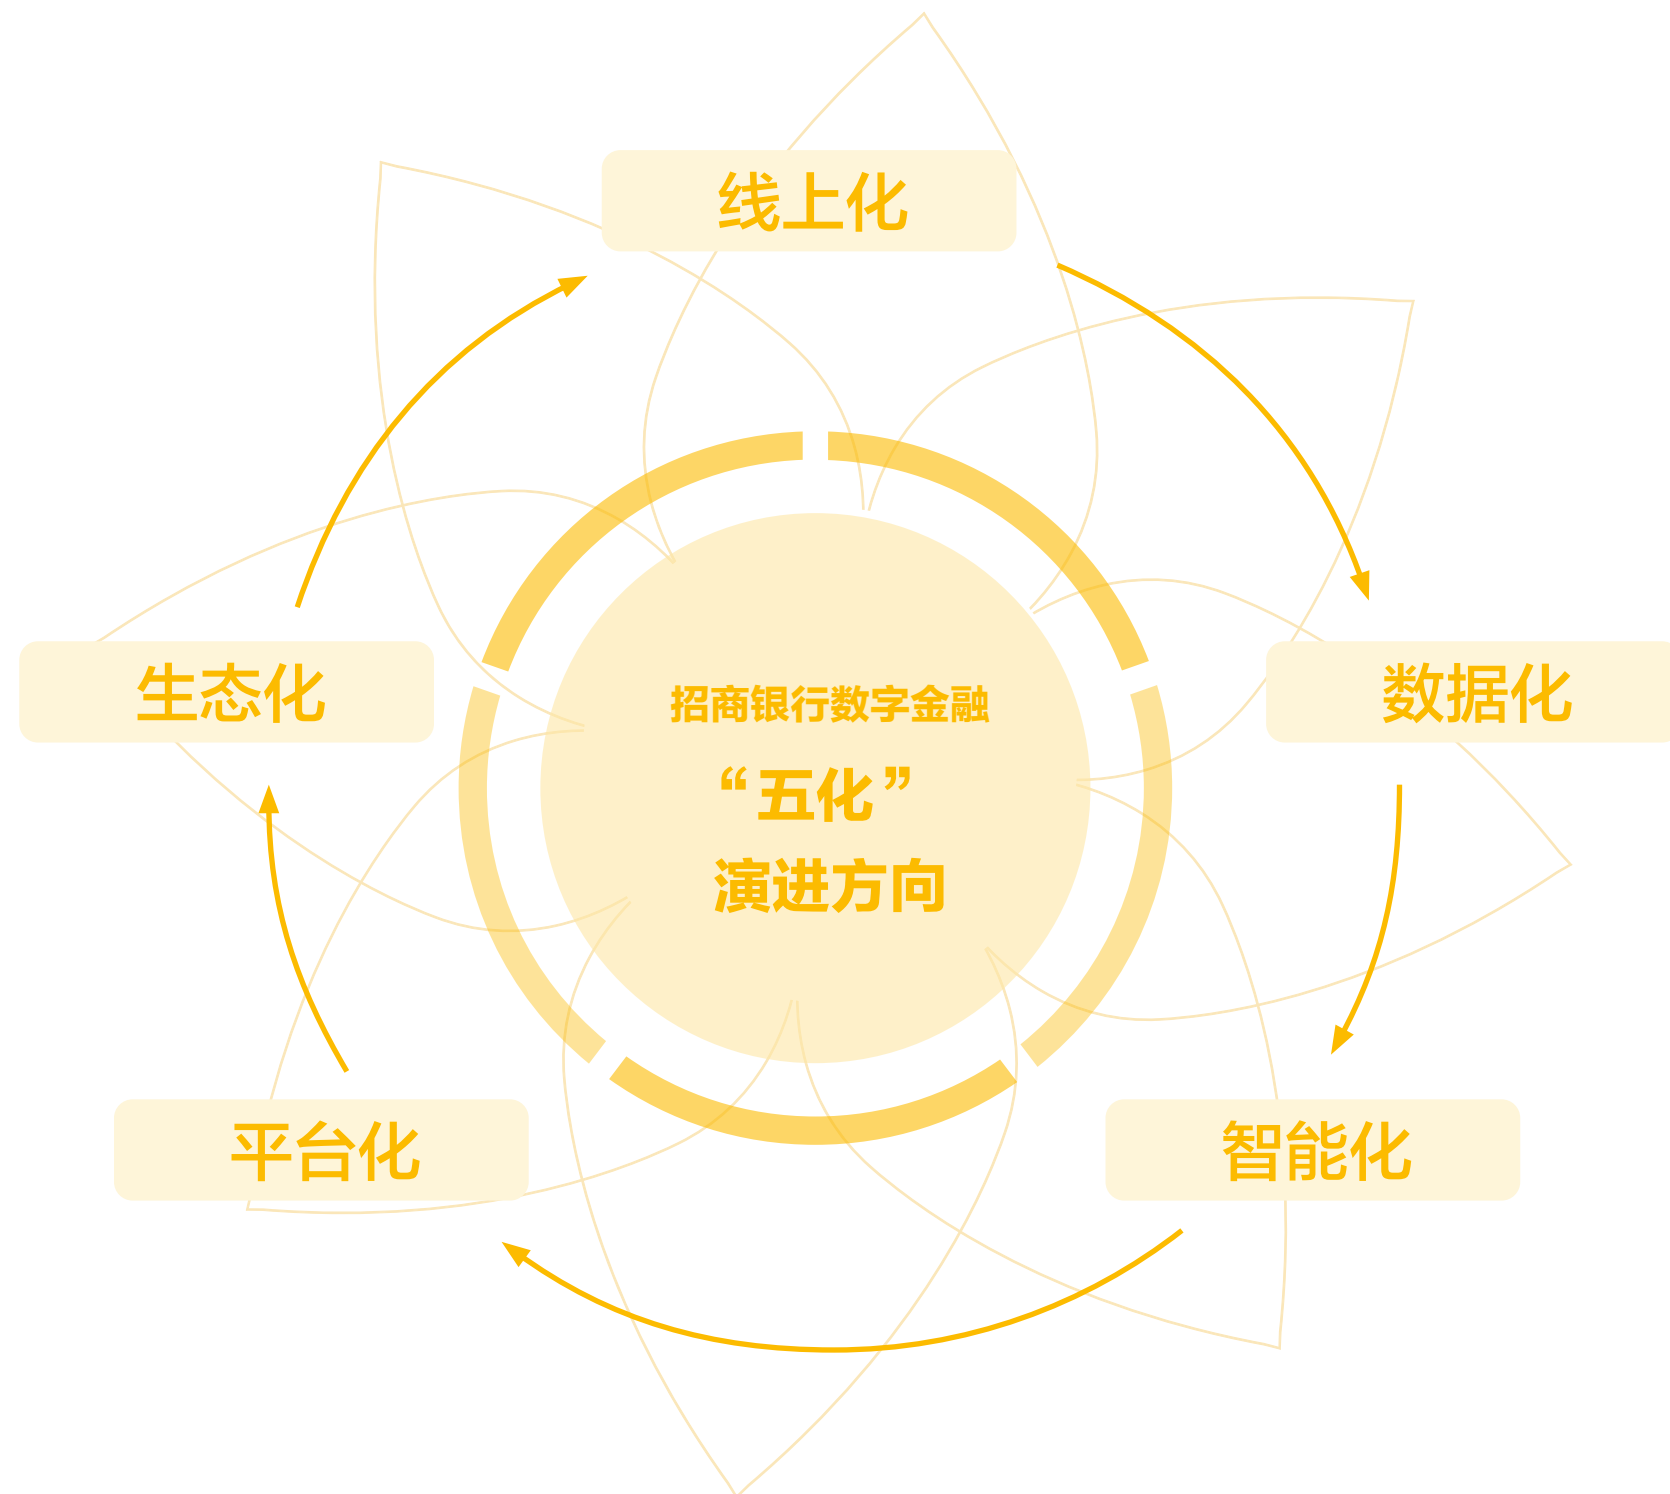 线上化
生态化
数据化
招商银行数字金融
“五化”
演进方向
平台化
智能化